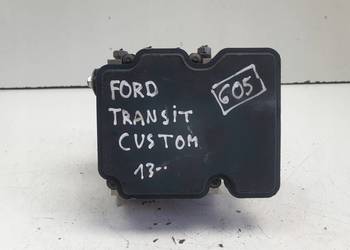 FORD
605
TRANSIT
CUSTOM
13--